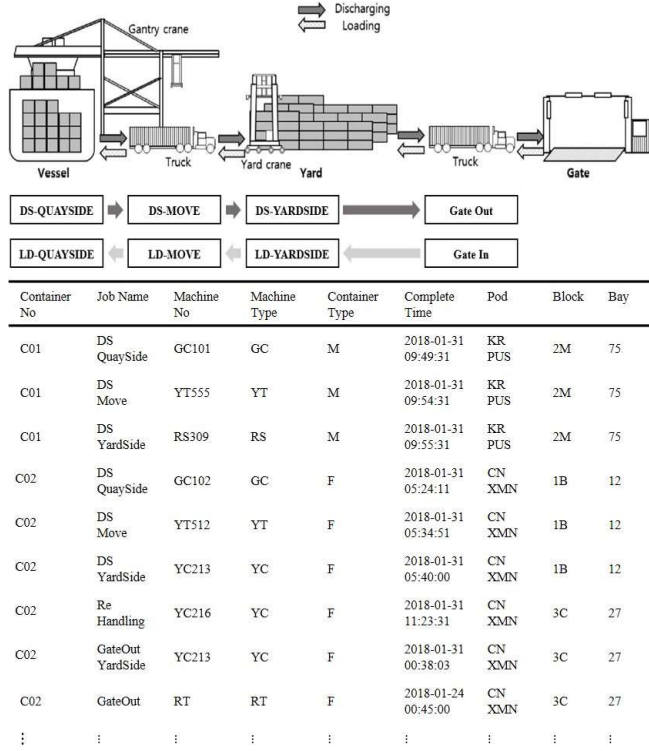 Discharging
Loading
Gantry crane
Truck
Yard crane
Truck
Vessel
Yard
Gate
DS-QUAYSIDE DS-MOVE DS-YARDSIDE Gate Out
LD-QUAYSIDE LD-MOVE LD-YARDSIDE Gate In
Container Job Name Machine Machine Container Complete Pod Block Bay
No No Type Type Time
DS 2018-01-31 KR
C01 GC101 GC M 2M 75
QuaySide 09:49:31 PUS
DS 2018-01-31 KR
C01 YT555 YT M 2M 75
Move 09:54:31 PUS
DS 2018-01-31 KR
C01 RS309 RS M 2M 75
YardSide 09:55:31 PUS
DS 2018-01-31 CN
C02 GC102 GC F 1B 12
QuaySide 05:24:11 XMN
DS 2018-01-31 CN
C02 YT512 YT F 1B 12
Move 05:34:51 XMN
DS 2018-01-31 CN
C02 YC213 YC F 1B 12
YardSide 05:40:00 XMN
Re 2018-01-31 CN
C02 YC216 YC F 3C 27
Handling 11:23:31 XMN
GateOut 2018-01-31 CN
C02 YC213 YC F 3C 27
YardSide 00:38:03 XMN
2018-01-24 CN
C02 GateOut RT RT F 3C 27
00:45:00 XMN
⋮ ⋮ ⋮ ⋮ ⋮ ⋮ ⋮ ⋮ ⋮